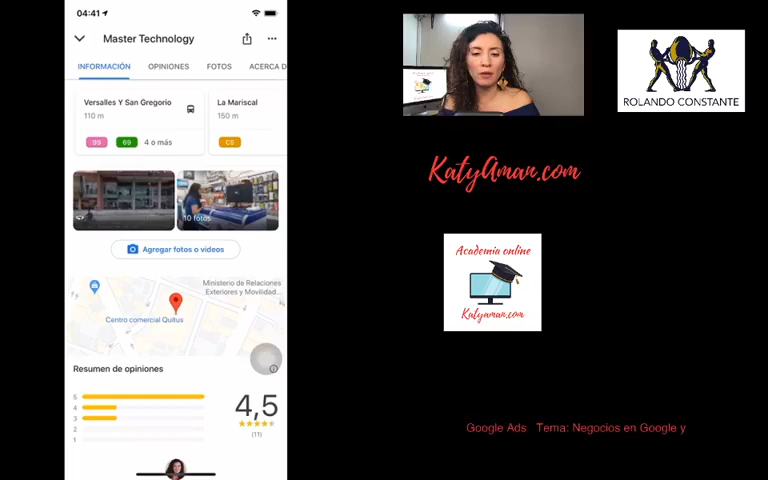 04:41
Master Technology
INFORMACIÓN OPINIONES FOTOS ACERCA D
Versalles Y San Gregorio
110 m
99 69 4 o más
La Mariscal
150 m
C5
10 fotos
Agregar fotos o videos
Ministerio de Relaciones
Exteriores y Movilidad...
Centro comercial Quitus
Resumen de opiniones
5
4
3
2
1
4,5
(11)
ROLANDO CONSTANTE
KatyAman.com
Academia online
Katyaman.com
Google Ads Tema: Negocios en Google y